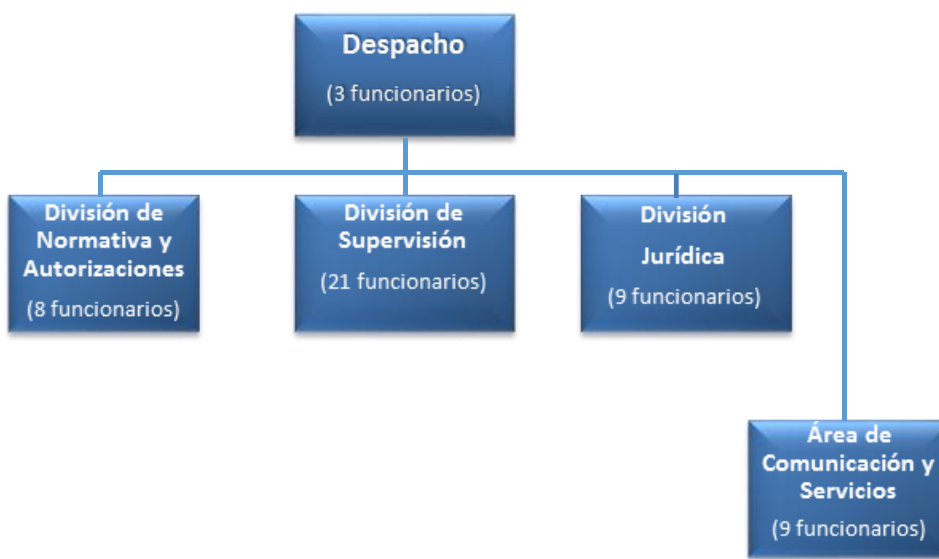 Despacho
(3 funcionarios)
División de
Normativa y
Autorizaciones
(8 funcionarios)
División de
Supervisión
(21 funcionarios)
División
Jurídica
(9 funcionarios)
Área de
Comunicación y
Servicios
(9 funcionarios)